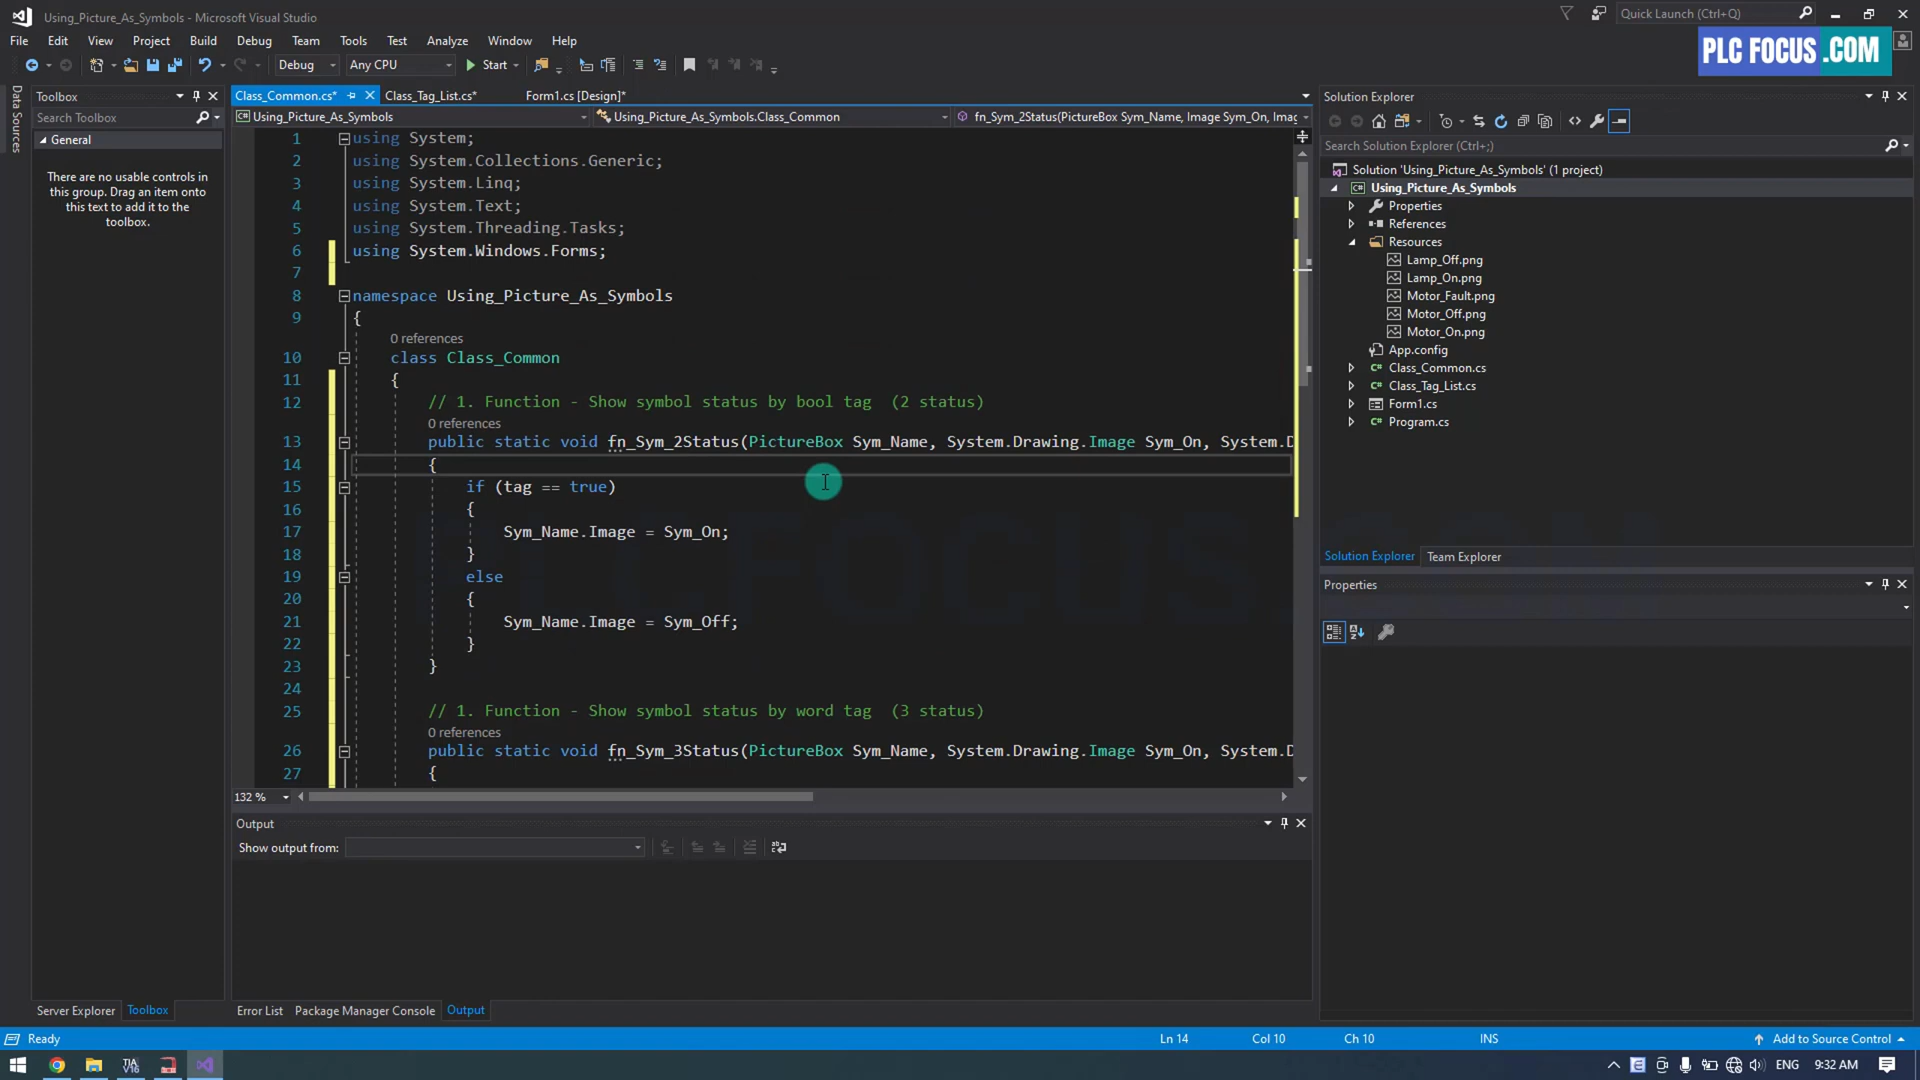 Using_Picture_As_Symbols - Microsoft Visual Studio
Quick Launch (Ctrl+Q)
File Edit View Project Build Debug Team Tools Test Analyze Window Help
PLC FOCUS .COM
Debug Any CPU Start
Data Sources
Toolbox
Search Toolbox
General
There are no usable controls in
this group. Drag an item onto
this text to add it to the
toolbox.
Class_Common.cs*
Class_Tag_List.cs*
Form1.cs [Design]*
Using_Picture_As_Symbols
Using_Picture_As_Symbols.Class_Common
fn_Sym_2Status(PictureBox Sym_Name, Image Sym_On, Imag
1 using System;
2 using System.Collections.Generic;
3 using System.Linq;
4 using System.Text;
5 using System.Threading.Tasks;
6 using System.Windows.Forms;
7
8 namespace Using_Picture_As_Symbols
9 {
0 references
10 class Class_Common
11 {
12 // 1. Function - Show symbol status by bool tag (2 status)
0 references
13 public static void fn_Sym_2Status(PictureBox Sym_Name, System.Drawing.Image Sym_On, System.D
14 {
15 if (tag == true)
16 {
17 Sym_Name.Image = Sym_On;
18 }
19 else
20 {
21 Sym_Name.Image = Sym_Off;
22 }
23 }
24
25 // 1. Function - Show symbol status by word tag (3 status)
0 references
26 public static void fn_Sym_3Status(PictureBox Sym_Name, System.Drawing.Image Sym_On, System.D
27 {
PLCFOCUS.COM
132 %
Output
Show output from:
Server Explorer Toolbox
Error List Package Manager Console Output
Solution Explorer
Search Solution Explorer (Ctrl+;)
Solution 'Using_Picture_As_Symbols' (1 project)
Using_Picture_As_Symbols
Properties
References
Resources
Lamp_Off.png
Lamp_On.png
Motor_Fault.png
Motor_Off.png
Motor_On.png
App.config
Class_Common.cs
Class_Tag_List.cs
Form1.cs
Program.cs
Solution Explorer Team Explorer
Properties
Ready
Ln 14 Col 10 Ch 10 INS
Add to Source Control
TIA V16
ENG 9:32 AM